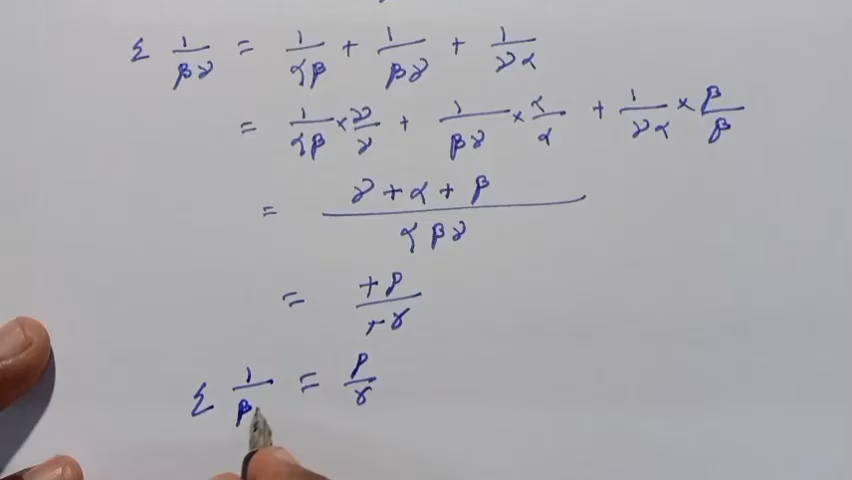 Σ 1/βγ = 1/αβ + 1/βγ + 1/γα
= 1/αβ × γ/γ + 1/βγ × α/α + 1/γα × β/β
= γ + α + β / αβγ
= +p/+r
Σ 1/β = p/r